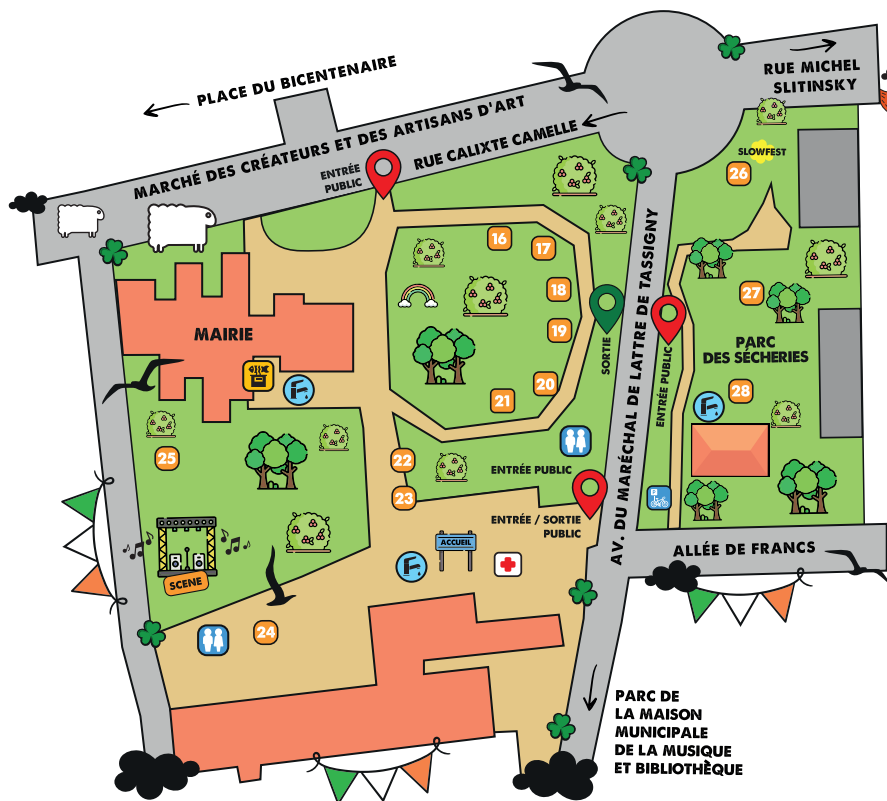 PLACE DU BICENTENAIRE
RUE MICHEL
SLITINSKY
MARCHÉ DES CRÉATEURS ET DES ARTISANS D'ART
RUE CALIXTE CAMELLE
ENTRÉE
PUBLIC
SLOWFEST
26
16
17
18
19
20
21
27
MAIRIE
SORTIE
AV. DU MARÉCHAL DE LATTRE DE TASSIGNY
ENTRÉE PUBLIC
PARC
DES SÉCHERIES
28
22
23
25
ENTRÉE PUBLIC
P
ENTRÉE / SORTIE
PUBLIC
ACCUEIL
ALLÉE DE FRANCS
SCENE
24
PARC DE
LA MAISON
MUNICIPALE
DE LA MUSIQUE
ET BIBLIOTHÈQUE